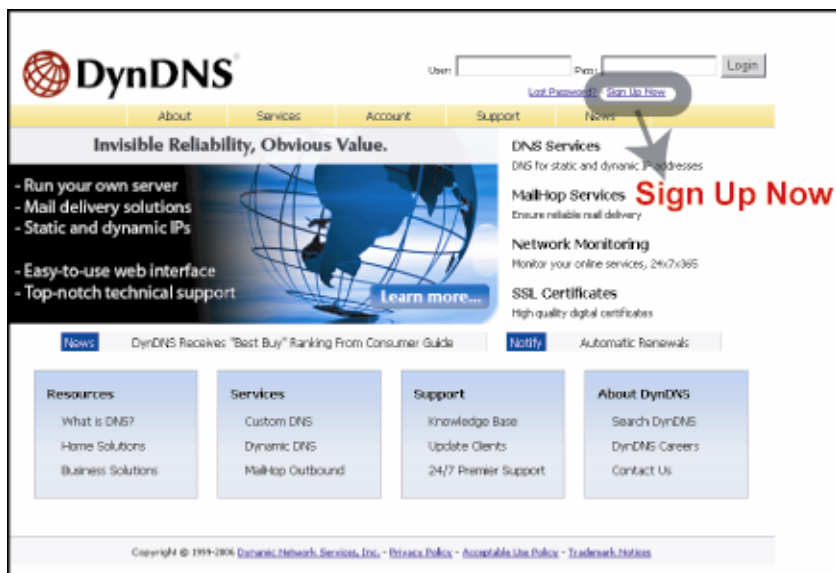 DynDNS
User: Pass: Login
Lost Password? - Sign Up Now
About Services Account Support News
Invisible Reliability, Obvious Value.
- Run your own server
- Mail delivery solutions
- Static and dynamic IPs
- Easy-to-use web interface
- Top-notch technical support
Learn more...
DNS Services
DNS for static and dynamic IP addresses
MailHop Services
Ensure reliable mail delivery
Sign Up Now
Network Monitoring
Monitor your online services, 24x7x365
SSL Certificates
High quality digital certificates
News DynDNS Receives "Best Buy" Ranking From Consumer Guide
Notify Automatic Renewals
Resources
What is DNS?
Home Solutions
Business Solutions
Services
Custom DNS
Dynamic DNS
MailHop Outbound
Support
Knowledge Base
Update Clients
24/7 Premier Support
About DynDNS
Search DynDNS
DynDNS Careers
Contact Us
Copyright © 1999-2006 Dynamic Network Services, Inc. - Privacy Policy - Acceptable Use Policy - Trademark Notices